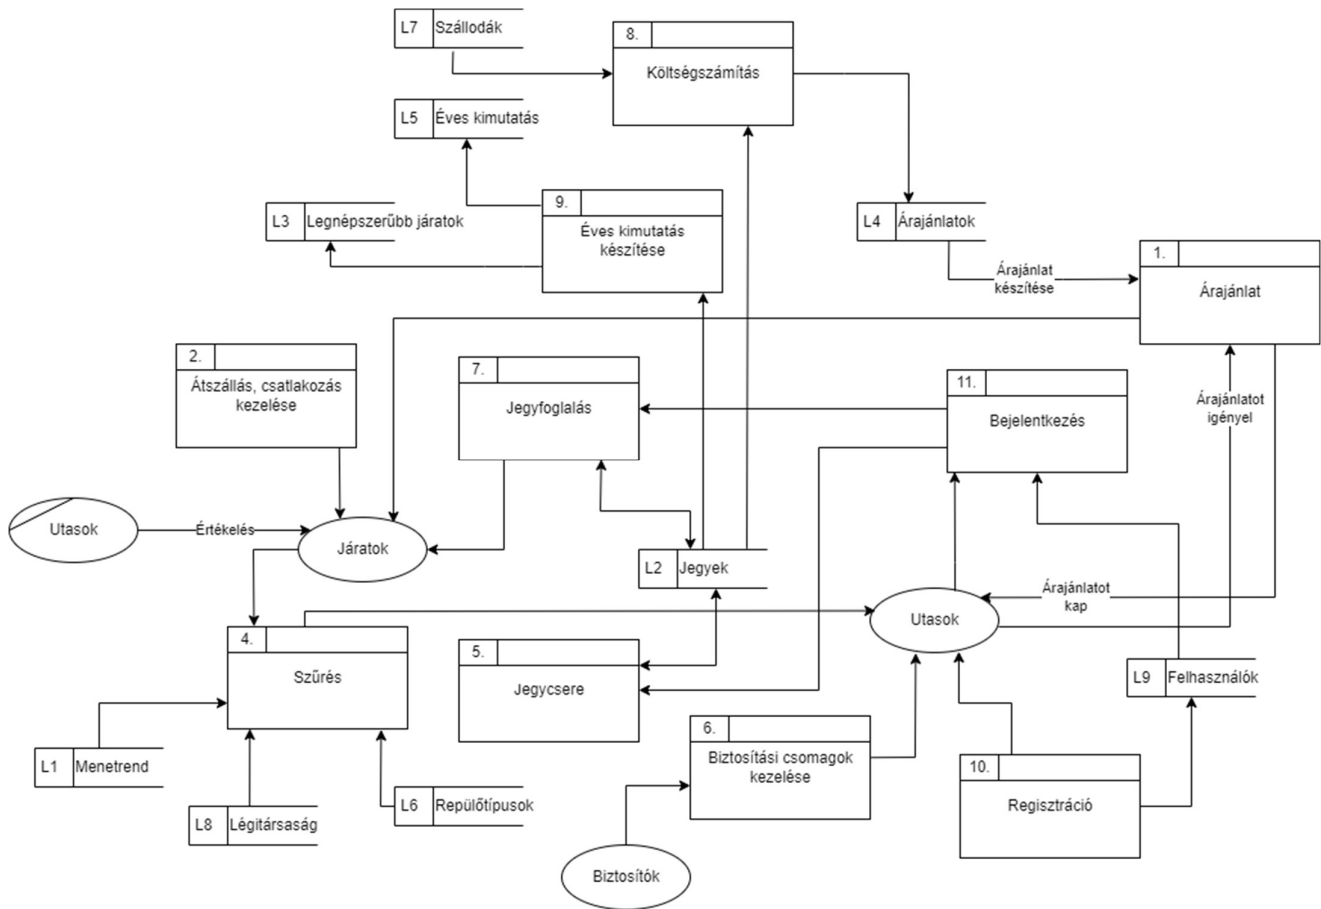 L7 Szállodák
8.
Költségszámítás
L5 Éves kimutatás
9.
Éves kimutatás
készítése
L3 Legnépszerűbb járatok
L4 Árajánlatok
1.
Árajánlat
Árajánlat
készítése
2.
Átszállás, csatlakozás
kezelése
7.
Jegyfoglalás
11.
Bejelentkezés
Árajánlatot
igényel
Utasok
Értékelés
Járatok
L2 Jegyek
Árajánlatot
kap
Utasok
4.
Szűrés
5.
Jegycsere
L9 Felhasználók
6.
Biztosítási csomagok
kezelése
10.
Regisztráció
L1 Menetrend
L8 Légitársaság
L6 Repülőtípusok
Biztosítók